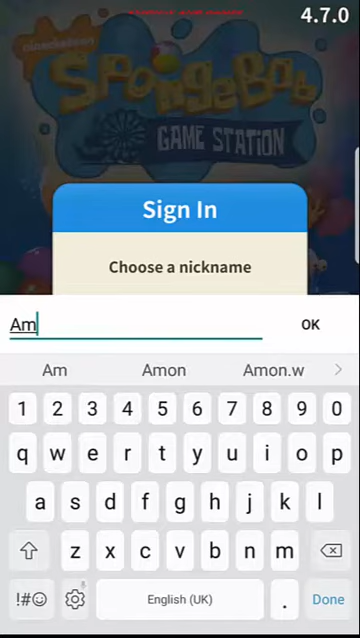 4.7.0
nickelodeon
SpongeBob
GAME STATION
Sign In
Choose a nickname
Am
OK
Am Amon Amon.w
1 2 3 4 5 6 7 8 9 0
q w e r t y u i o p
a s d f g h j k l
z x c v b n m
!#☺ English (UK) . Done